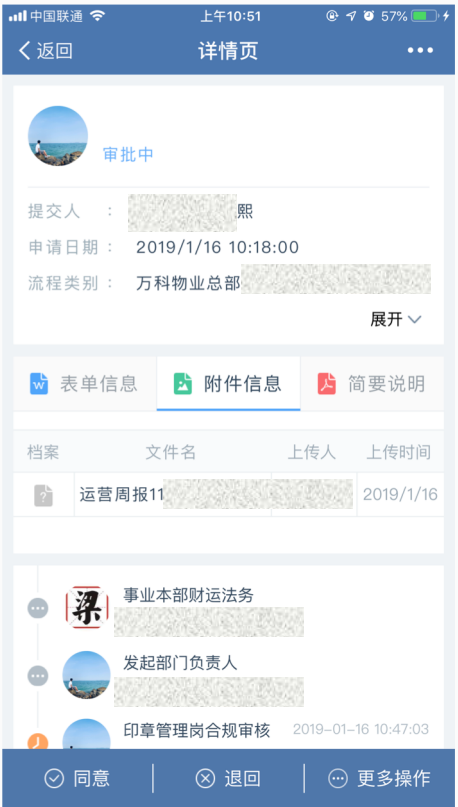 中国联通 上午10:51 57%
返回 详情页
审批中
提交人 : 熙
申请日期 : 2019/1/16 10:18:00
流程类别 : 万科物业总部
展开
表单信息 附件信息 简要说明
档案 文件名 上传人 上传时间
运营周报11 2019/1/16
梁 事业本部财运法务
发起部门负责人
印章管理岗合规审核 2019-01-16 10:47:03
同意 退回 更多操作